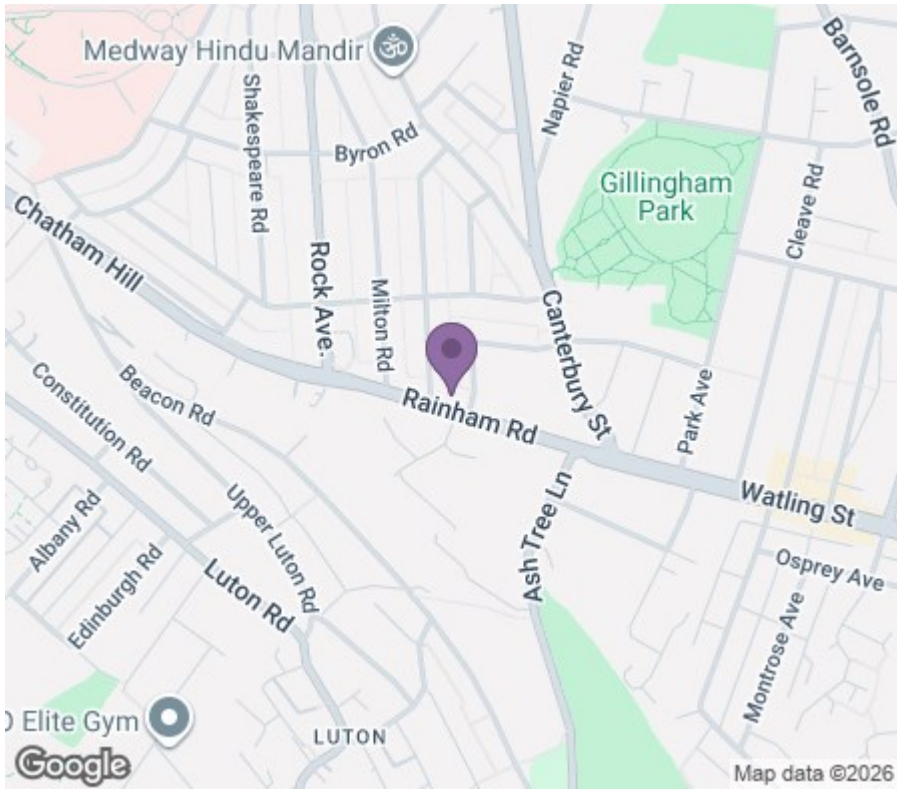 Medway Hindu Mandir
ॐ
Shakespeare Rd
Byron Rd
Napier Rd
Barnsole Rd
Gillingham
Park
Cleave Rd
Chatham Hill
Rock Ave.
Milton Rd
Canterbury St
Rainham Rd
Park Ave
Constitution Rd
Beacon Rd
Watling St
Albany Rd
Upper Luton Rd
Ash Tree Ln
Osprey Ave
Edinburgh Rd
Luton Rd
Montrose Ave
O Elite Gym
LUTON
Google
Map data ©2026